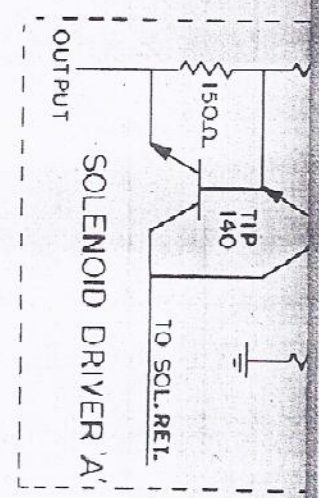 OUTPUT
150Ω
TIP
140
SOLENOID DRIVER 'A'
TO SOL.RET.